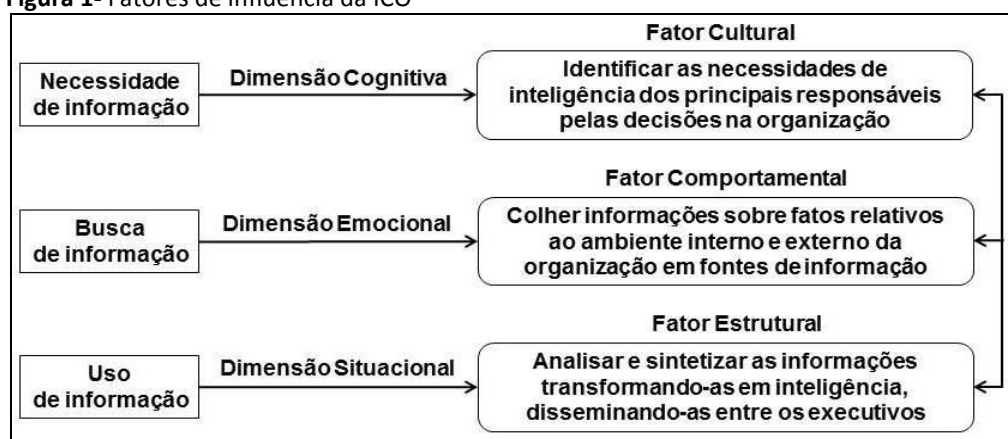 Figura 1- Fatores de influência da ICO
Fator Cultural
Necessidade
de informação
Dimensão Cognitiva
Identificar as necessidades de
inteligência dos principais responsáveis
pelas decisões na organização
Fator Comportamental
Busca
de informação
Dimensão Emocional
Colher informações sobre fatos relativos
ao ambiente interno e externo da
organização em fontes de informação
Fator Estrutural
Uso
de informação
Dimensão Situacional
Analisar e sintetizar as informações
transformando-as em inteligência,
disseminando-as entre os executivos